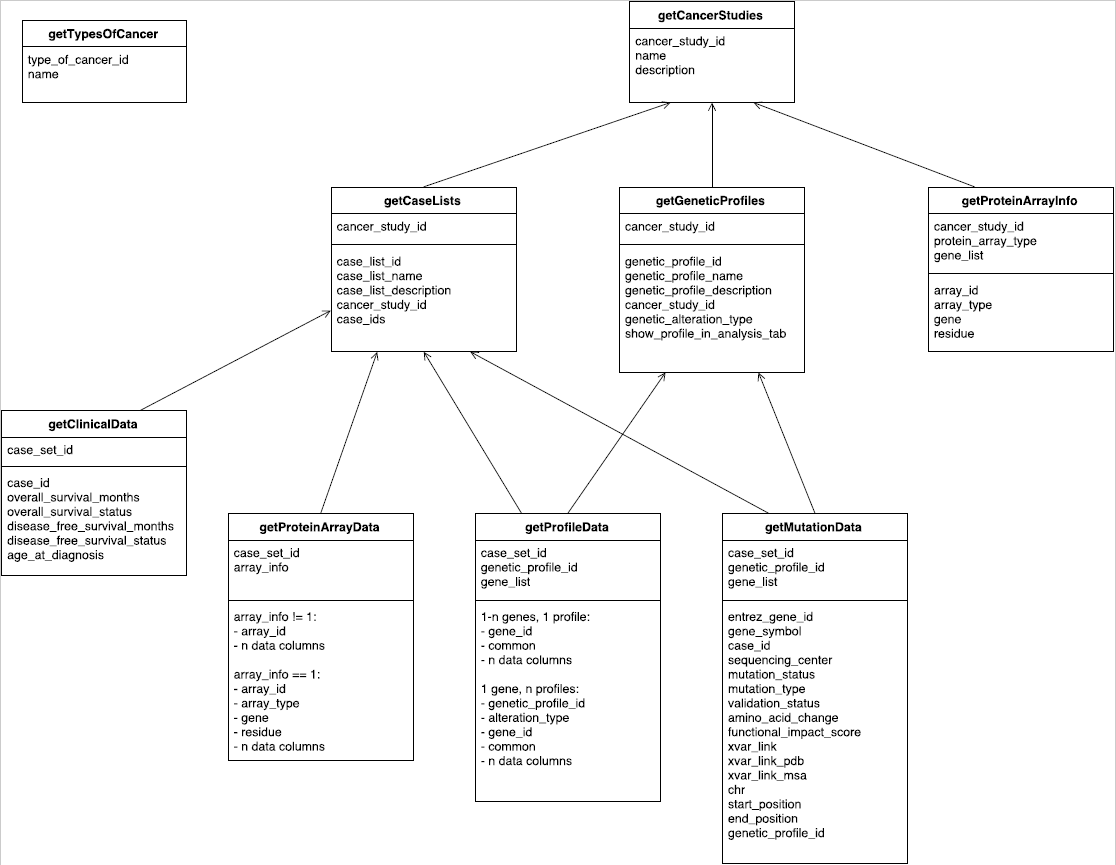 getTypesOfCancer
type_of_cancer_id
name
getCancerStudies
cancer_study_id
name
description
getCaseLists
cancer_study_id
case_list_id
case_list_name
case_list_description
cancer_study_id
case_ids
getGeneticProfiles
cancer_study_id
genetic_profile_id
genetic_profile_name
genetic_profile_description
cancer_study_id
genetic_alteration_type
show_profile_in_analysis_tab
getProteinArrayInfo
cancer_study_id
protein_array_type
gene_list
array_id
array_type
gene
residue
getClinicalData
case_set_id
case_id
overall_survival_months
overall_survival_status
disease_free_survival_months
disease_free_survival_status
age_at_diagnosis
getProteinArrayData
case_set_id
array_info
array_info != 1:
- array_id
- n data columns
array_info == 1:
- array_id
- array_type
- gene
- residue
- n data columns
getProfileData
case_set_id
genetic_profile_id
gene_list
1-n genes, 1 profile:
- gene_id
- common
- n data columns
1 gene, n profiles:
- genetic_profile_id
- alteration_type
- gene_id
- common
- n data columns
getMutationData
case_set_id
genetic_profile_id
gene_list
entrez_gene_id
gene_symbol
case_id
sequencing_center
mutation_status
mutation_type
validation_status
amino_acid_change
functional_impact_score
xvar_link
xvar_link_pdb
xvar_link_msa
chr
start_position
end_position
genetic_profile_id